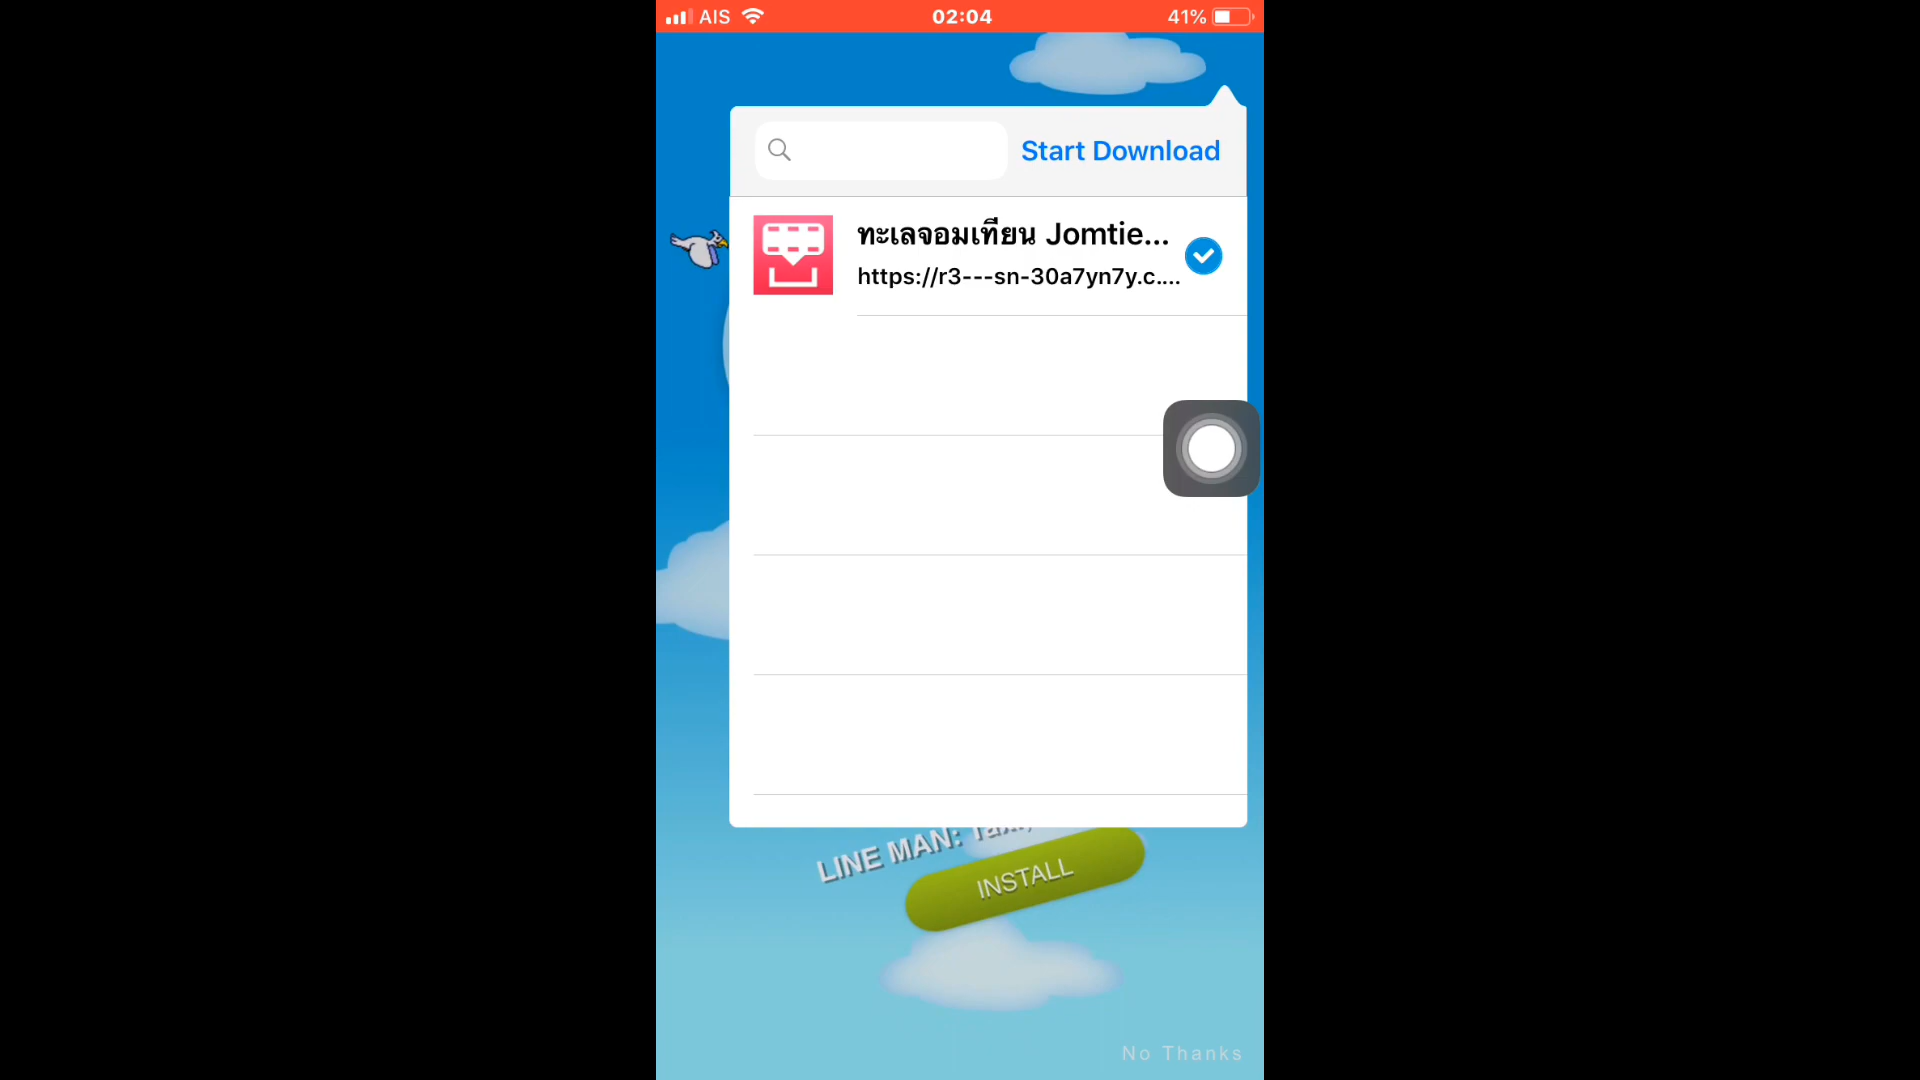 AIS 02:04 41%
Start Download
ทะเลจอมเทียน Jomtie...
https://r3---sn-30a7yn7y.c....
LINE MAN:
INSTALL
No Thanks